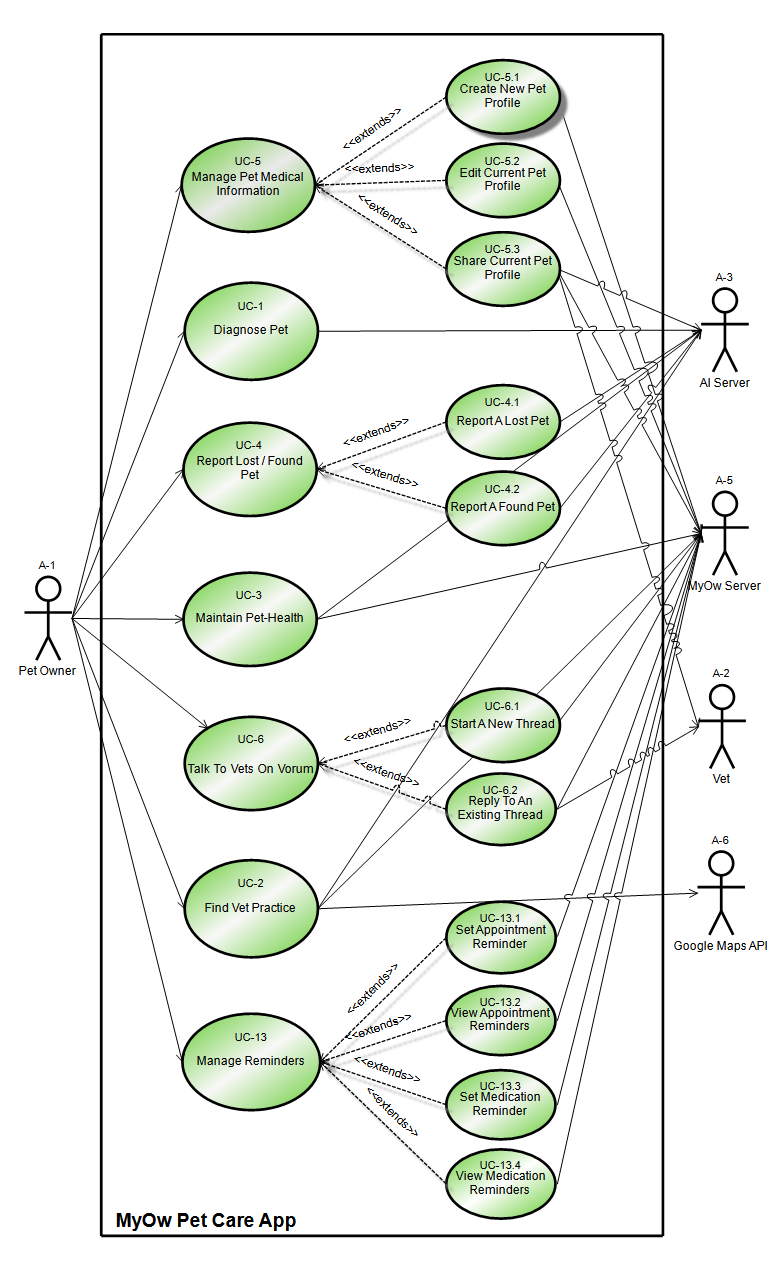 UC-5.1
Create New Pet
Profile
<<extends>>
UC-5
Manage Pet Medical
Information
<<extends>>
UC-5.2
Edit Current Pet
Profile
<<extends>>
UC-5.3
Share Current Pet
Profile
A-3
AI Server
UC-1
Diagnose Pet
UC-4
Report Lost / Found
Pet
<<extends>>
UC-4.1
Report A Lost Pet
<<extends>>
UC-4.2
Report A Found Pet
A-5
MyOw Server
A-1
Pet Owner
UC-3
Maintain Pet-Health
UC-6
Talk To Vets On Vorum
<<extends>>
UC-6.1
Start A New Thread
<<extends>>
UC-6.2
Reply To An
Existing Thread
A-2
Vet
UC-2
Find Vet Practice
A-6
Google Maps API
UC-13
Manage Reminders
<<extends>>
UC-13.1
Set Appointment
Reminder
<<extends>>
UC-13.2
View Appointment
Reminders
<<extends>>
UC-13.3
Set Medication
Reminder
<<extends>>
UC-13.4
View Medication
Reminders
MyOw Pet Care App